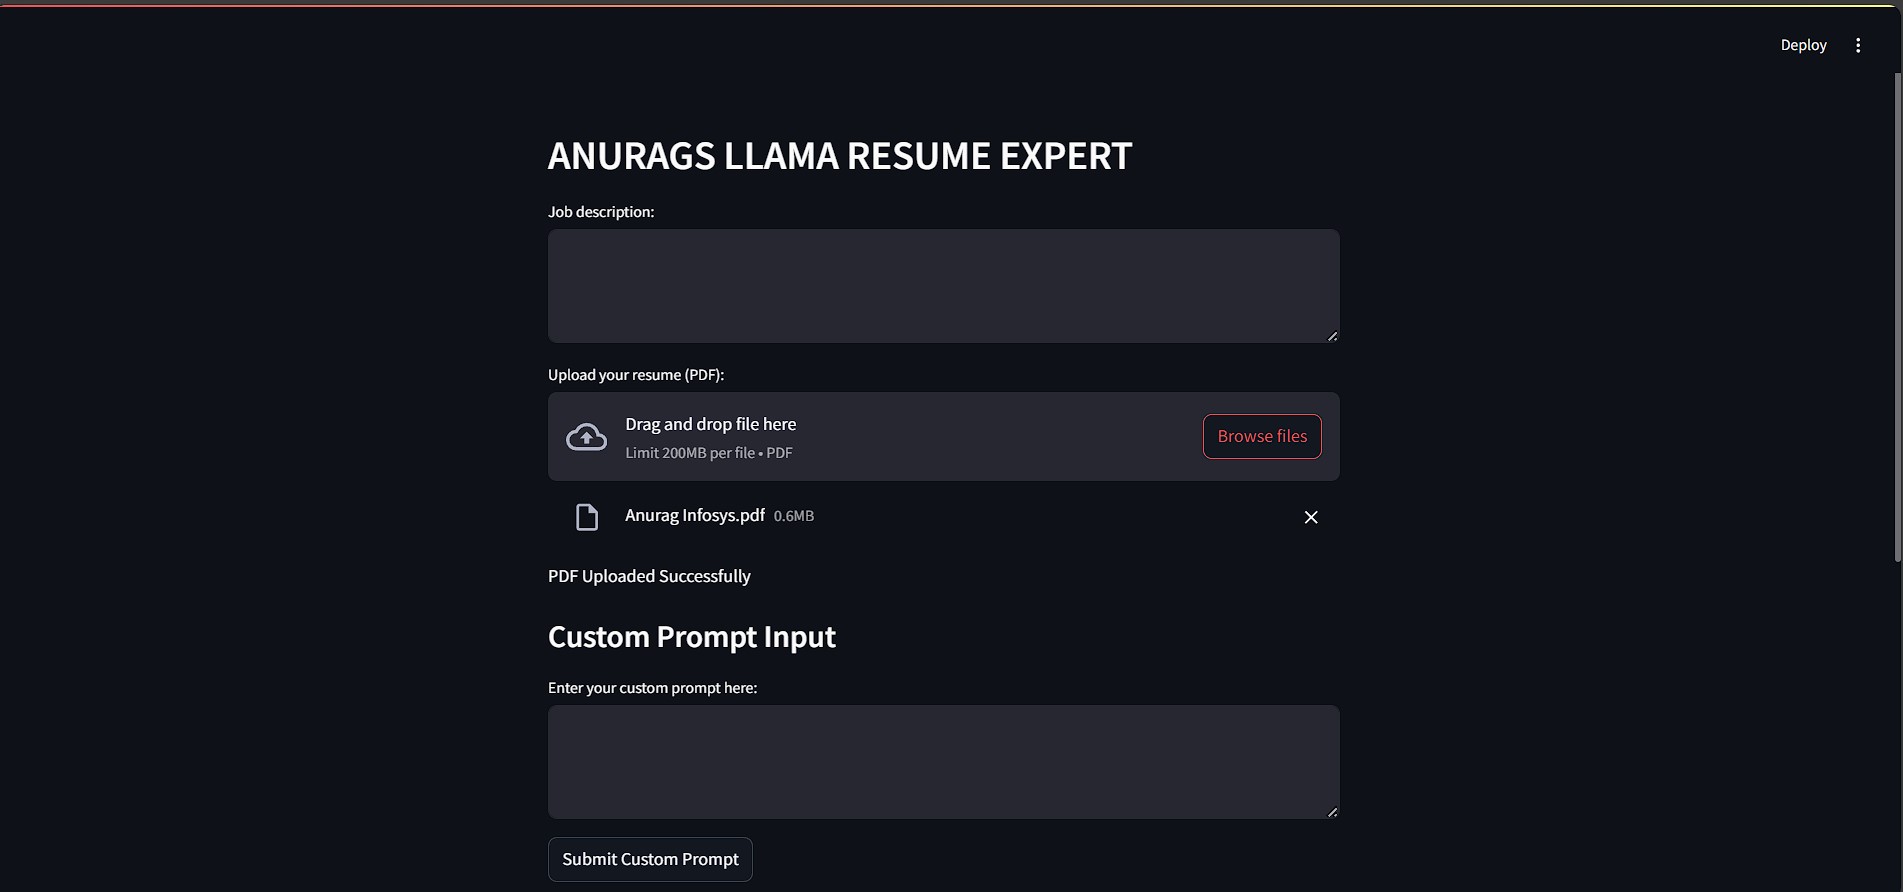 Deploy
ANURAGS LLAMA RESUME EXPERT
Job description:
Upload your resume (PDF):
Drag and drop file here
Limit 200MB per file • PDF
Browse files
Anurag Infosys.pdf 0.6MB
PDF Uploaded Successfully
Custom Prompt Input
Enter your custom prompt here:
Submit Custom Prompt